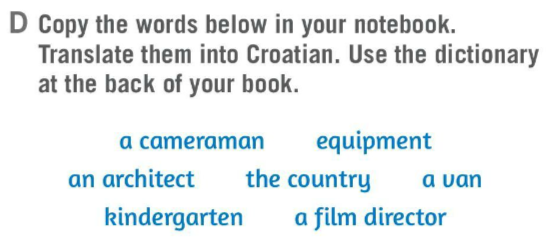 D Copy the words below in your notebook.
Translate them into Croatian. Use the dictionary
at the back of your book.
a cameraman equipment
an architect the country a van
kindergarten a film director